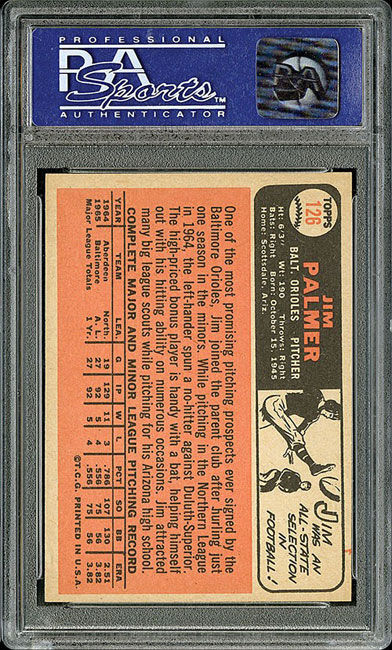 PROFESSIONAL
PSA
Sports™
AUTHENTICATOR
TOPPS
126
JIM
PALMER
BALT. ORIOLES PITCHER
Ht: 6'3" Wt: 190 Throws: Right
Bats: Right Born: October 15, 1945
Home: Scottsdale, Ariz.
JIM
WAS AN
ALL-STATE
SELECTION
IN
FOOTBALL!
One of the most promising pitching prospects ever signed by the
Baltimore Orioles, Jim joined the parent club after hurling just
one season in the minors. While pitching in the Northern League
in 1964, the left-hander spun a no-hitter against Duluth-Superior.
The high-priced bonus player is handy with a bat, helping himself
out with his hitting ability on numerous occasions. Jim attracted
many big league scouts while pitching for his Arizona high school.
COMPLETE MAJOR AND MINOR LEAGUE PITCHING RECORD
YEAR TEAM LEA. G IP W L PCT SO BB ERA
1964 Aberdeen North. 19 129 11 3 .786 107 130 2.51
1965 Baltimore A.L. 27 92 5 4 .556 75 56 3.82
Major League Totals 1 Yr. 27 92 5 4 .556 75 56 3.82
©T.C.G. PRINTED IN U.S.A.